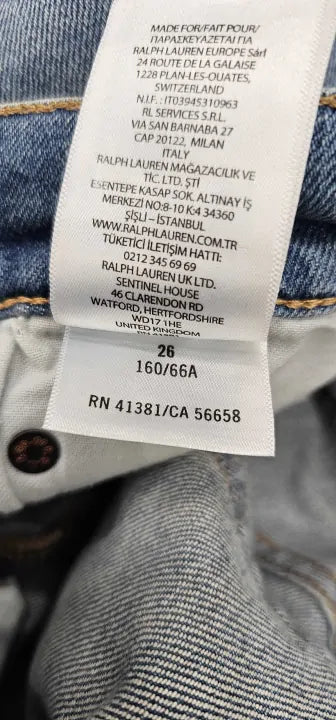 MADE FOR/FAIT POUR/
ΠΑΡΑΣΚΕΥΑΖΕΤΑΙ ΓΙΑ
RALPH LAUREN EUROPE Sàrl
24 ROUTE DE LA GALAISE
1228 PLAN-LES-OUATES,
SWITZERLAND
N.I.F.: IT03945310963
RL SERVICES S.R.L.
VIA SAN BARNABA 27
CAP 20122, MILAN
ITALY
RALPH LAUREN MAĞAZACILIK VE
TİC. LTD. ŞTİ
ESENTEPE KASAP SOK. ALTINAY İŞ
MERKEZİ NO:8-10 K:4 34360
ŞİŞLİ – İSTANBUL
WWW.RALPHLAUREN.COM.TR
TÜKETİCİ İLETİŞİM HATTI:
0212 345 69 69
RALPH LAUREN UK LTD.
SENTINEL HOUSE
46 CLARENDON RD
WATFORD, HERTFORDSHIRE
WD17 1HE
UNITED KINGDOM
26
160/66A
RN 41381/CA 56658